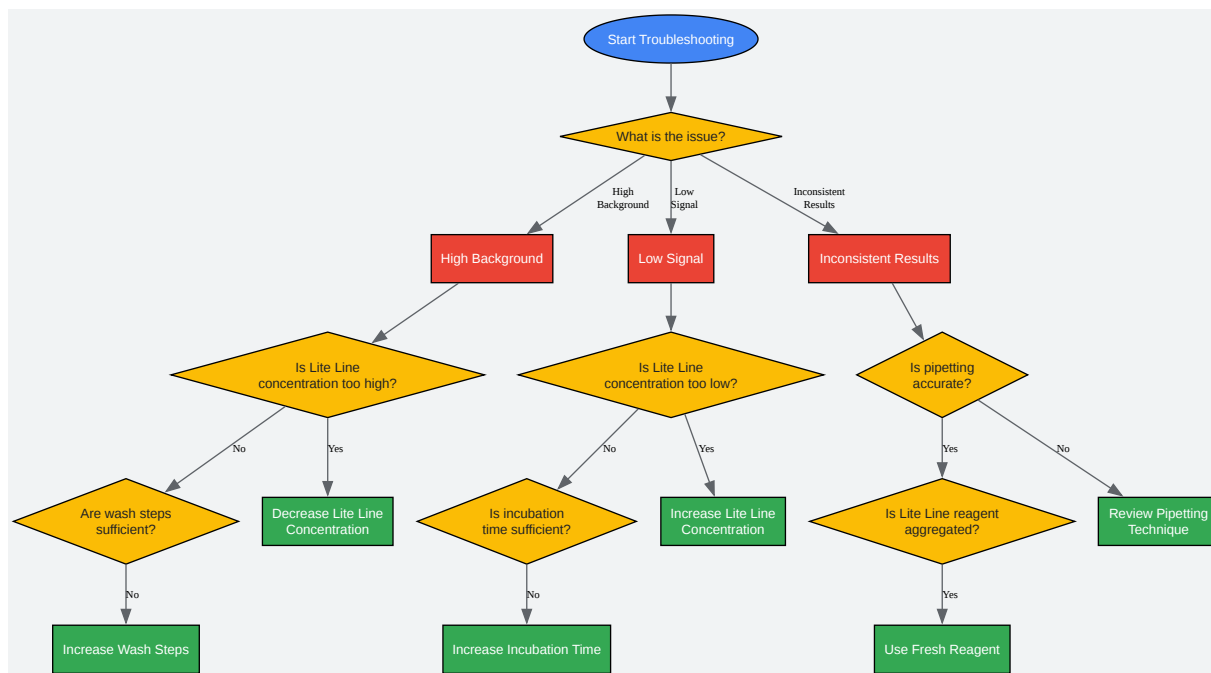 Start Troubleshooting
What is the issue?
High
Background
Low
Signal
Inconsistent
Results
High Background
Low Signal
Inconsistent Results
Is Lite Line
concentration too high?
Is Lite Line
concentration too low?
Is pipetting
accurate?
No
Yes
No
Yes
Yes
No
Are wash steps
sufficient?
Decrease Lite Line
Concentration
Is incubation
time sufficient?
Increase Lite Line
Concentration
Is Lite Line reagent
aggregated?
Review Pipetting
Technique
No
No
Yes
Increase Wash Steps
Increase Incubation Time
Use Fresh Reagent